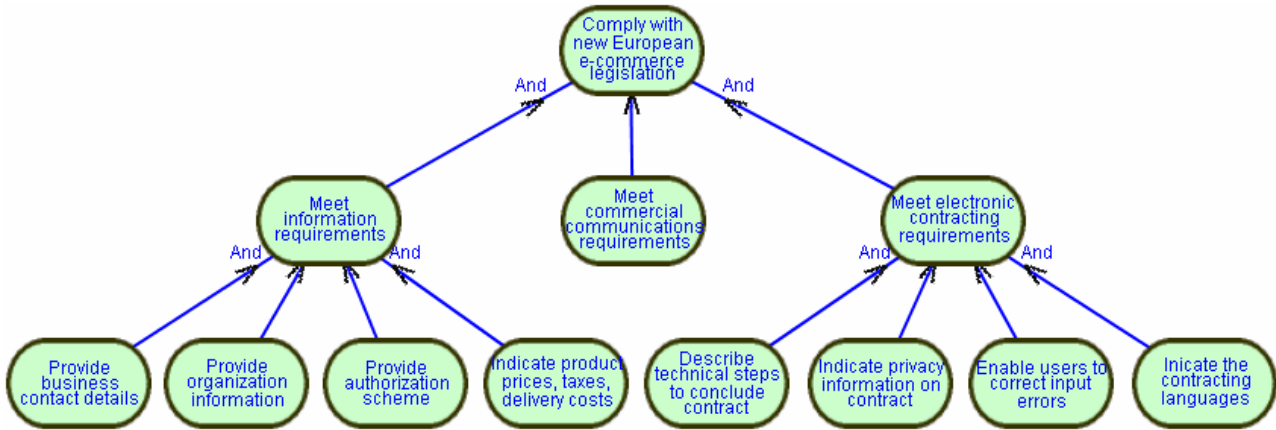 Comply with
new European
e-commerce
legislation
And
And
Meet
information
requirements
Meet
commercial
communications
requirements
Meet electronic
contracting
requirements
And
And
And
And
Provide
business
contact details
Provide
organization
information
Provide
authorization
scheme
Indicate product
prices, taxes,
delivery costs
Describe
technical steps
to conclude
contract
Indicate privacy
information on
contract
Enable users to
correct input
errors
Inicate the
contracting
languages